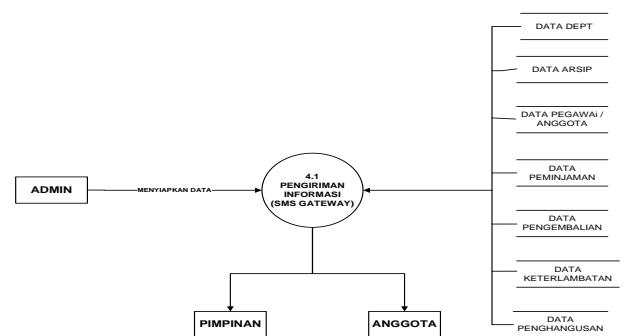 DATA DEPT
DATA ARSIP
DATA PEGAWAi /
ANGGOTA
DATA
PEMINJAMAN
DATA
PENGEMBALIAN
DATA
KETERLAMBATAN
DATA
PENGHANGUSAN
ADMIN
MENYIAPKAN DATA
4.1
PENGIRIMAN
INFORMASI
(SMS GATEWAY)
PIMPINAN
ANGGOTA